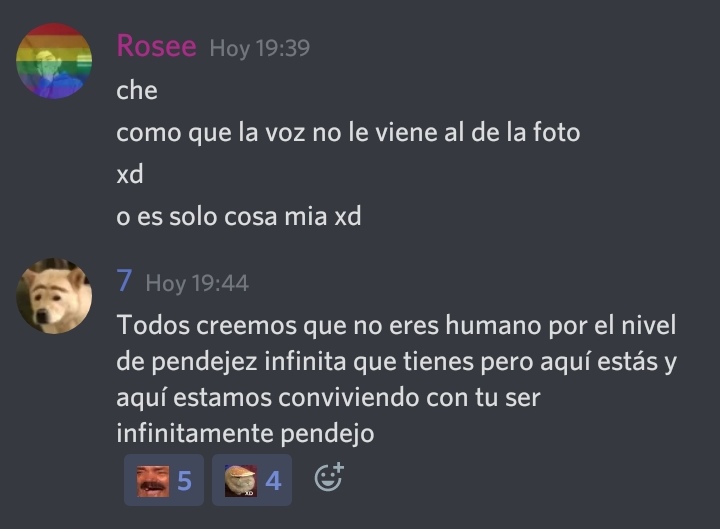 Rosee Hoy 19:39
che
como que la voz no le viene al de la foto
xd
o es solo cosa mia xd
7 Hoy 19:44
Todos creemos que no eres humano por el nivel
de pendejez infinita que tienes pero aquí estás y
aquí estamos conviviendo con tu ser
infinitamente pendejo
5 XD 4